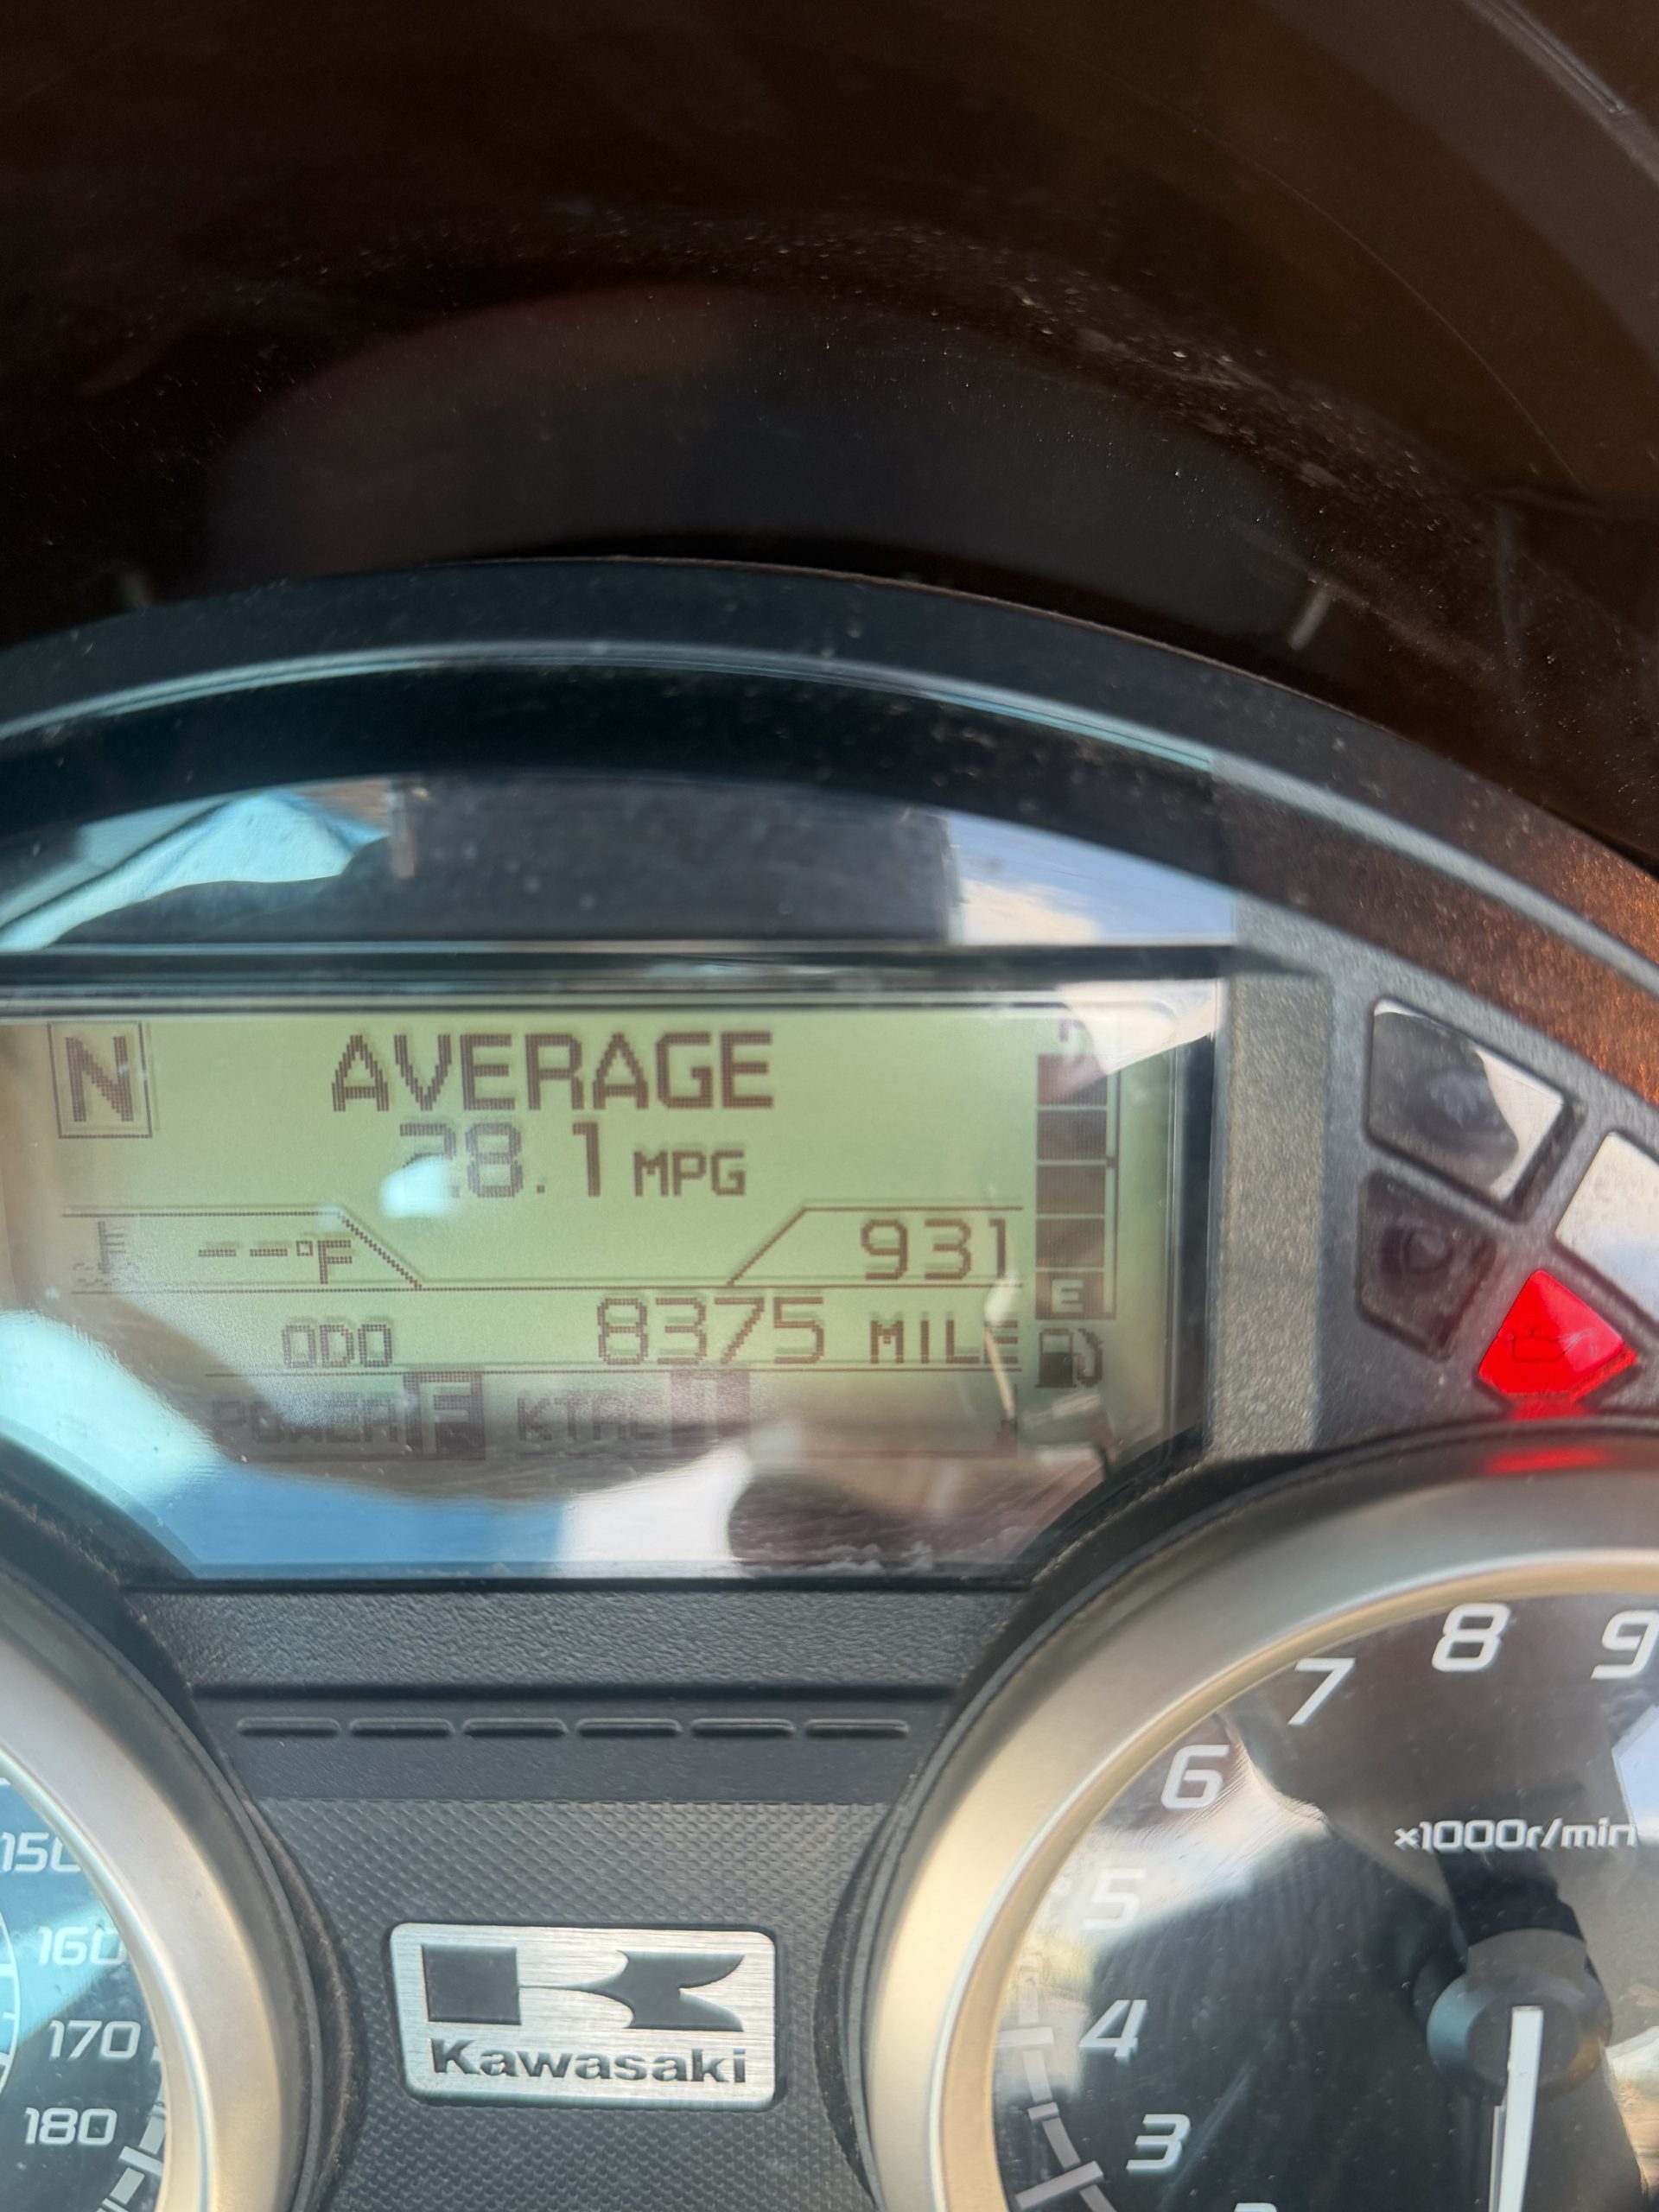 N
AVERAGE
28.1 MPG
--°F
931
E
ODO 8375 MILE
POWER F KTRC
8
9
7
6
x1000r/min
5
4
3
150
160
170
180
Kawasaki